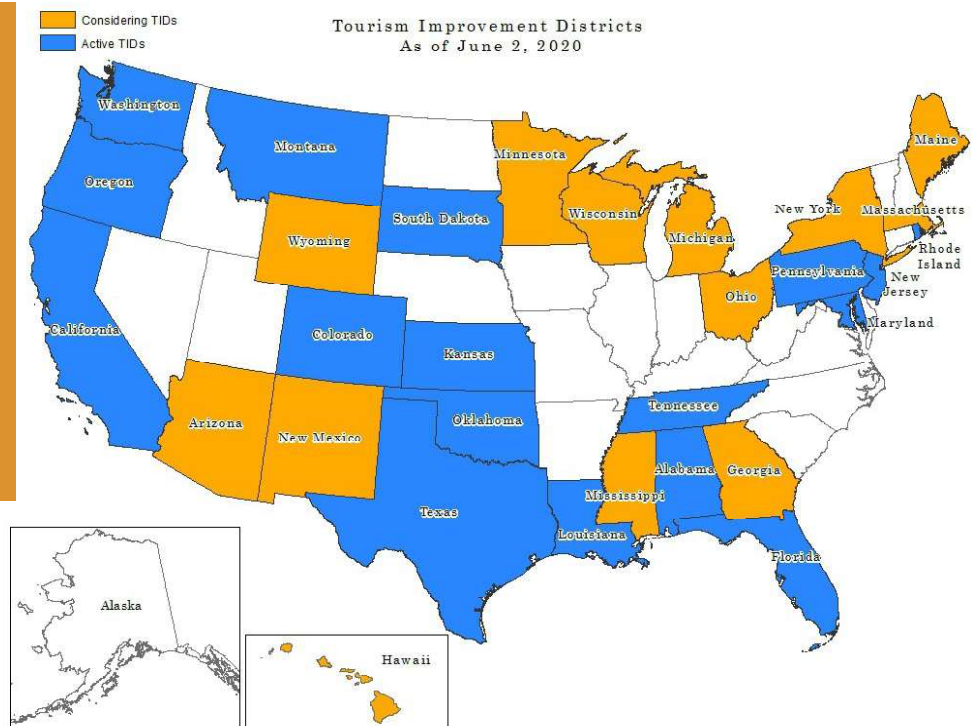 Considering TIDs
Active TIDs
Tourism Improvement Districts
As of June 2, 2020
Washington
Montana
Minnesota
Maine
Oregon
South Dakota
Wisconsin
New York
Massachusetts
Wyoming
Michigan
Rhode
Island
Pennsylvania
New
Jersey
Ohio
Maryland
California
Colorado
Kansas
Tennessee
Oklahoma
Arizona
New Mexico
Alabama
Georgia
Mississippi
Texas
Louisiana
Florida
Alaska
Hawaii